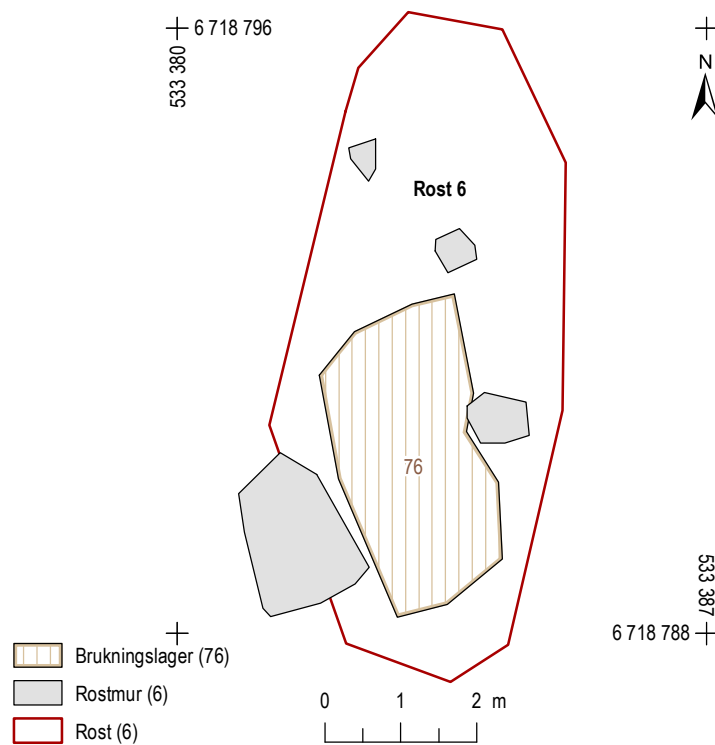 6 718 796
533 380
N
Rost 6
76
533 387
6 718 788
Brukningslager (76)
Rostmur (6)
Rost (6)
0 1 2 m